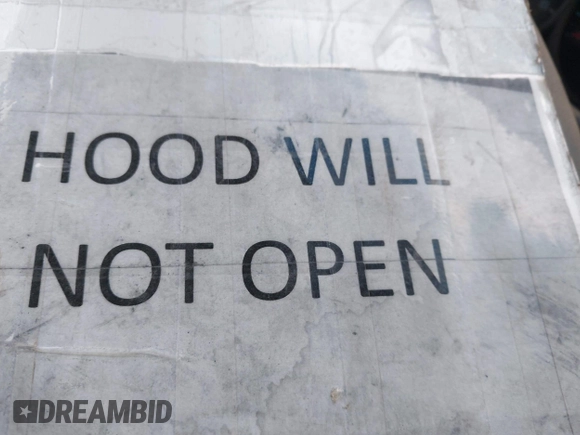 HOOD WILL
NOT OPEN
DREAMBID